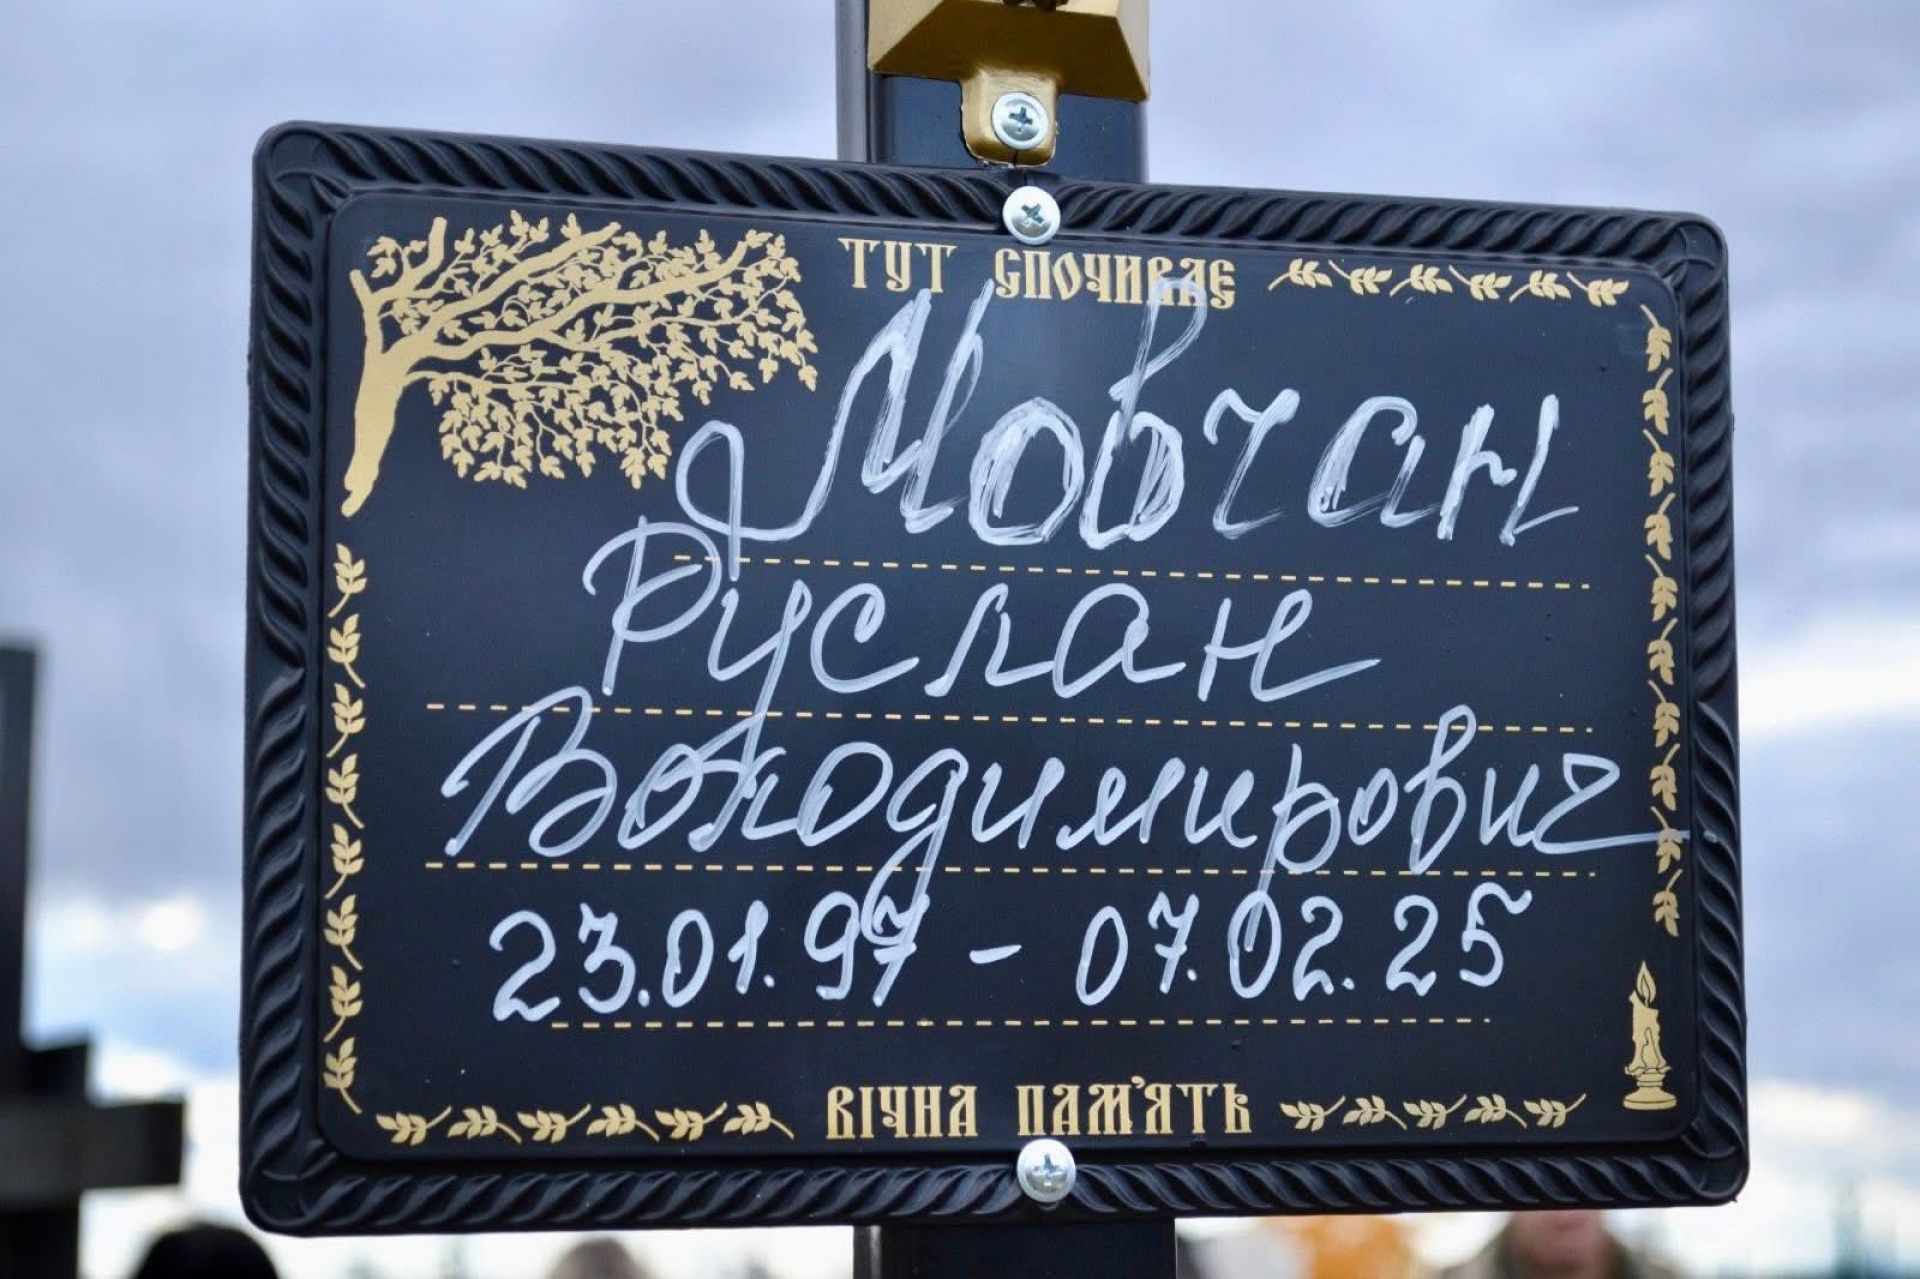 ТУТ СПОЧИВАЄ
Мовчан
Руслан
Володимирович
23.01.97 - 07.02.25
ВІЧНА ПАМ'ЯТЬ